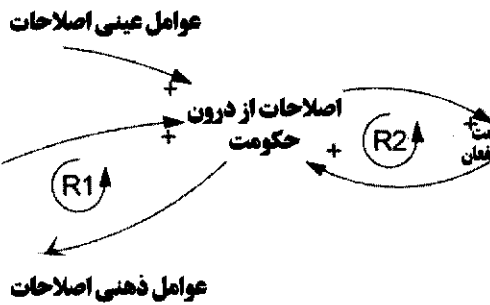 عوامل عینی اصلاحات
+
اصلاحات از درون
حکومت
+
+
+
R1
R2
عوامل ذهنی اصلاحات